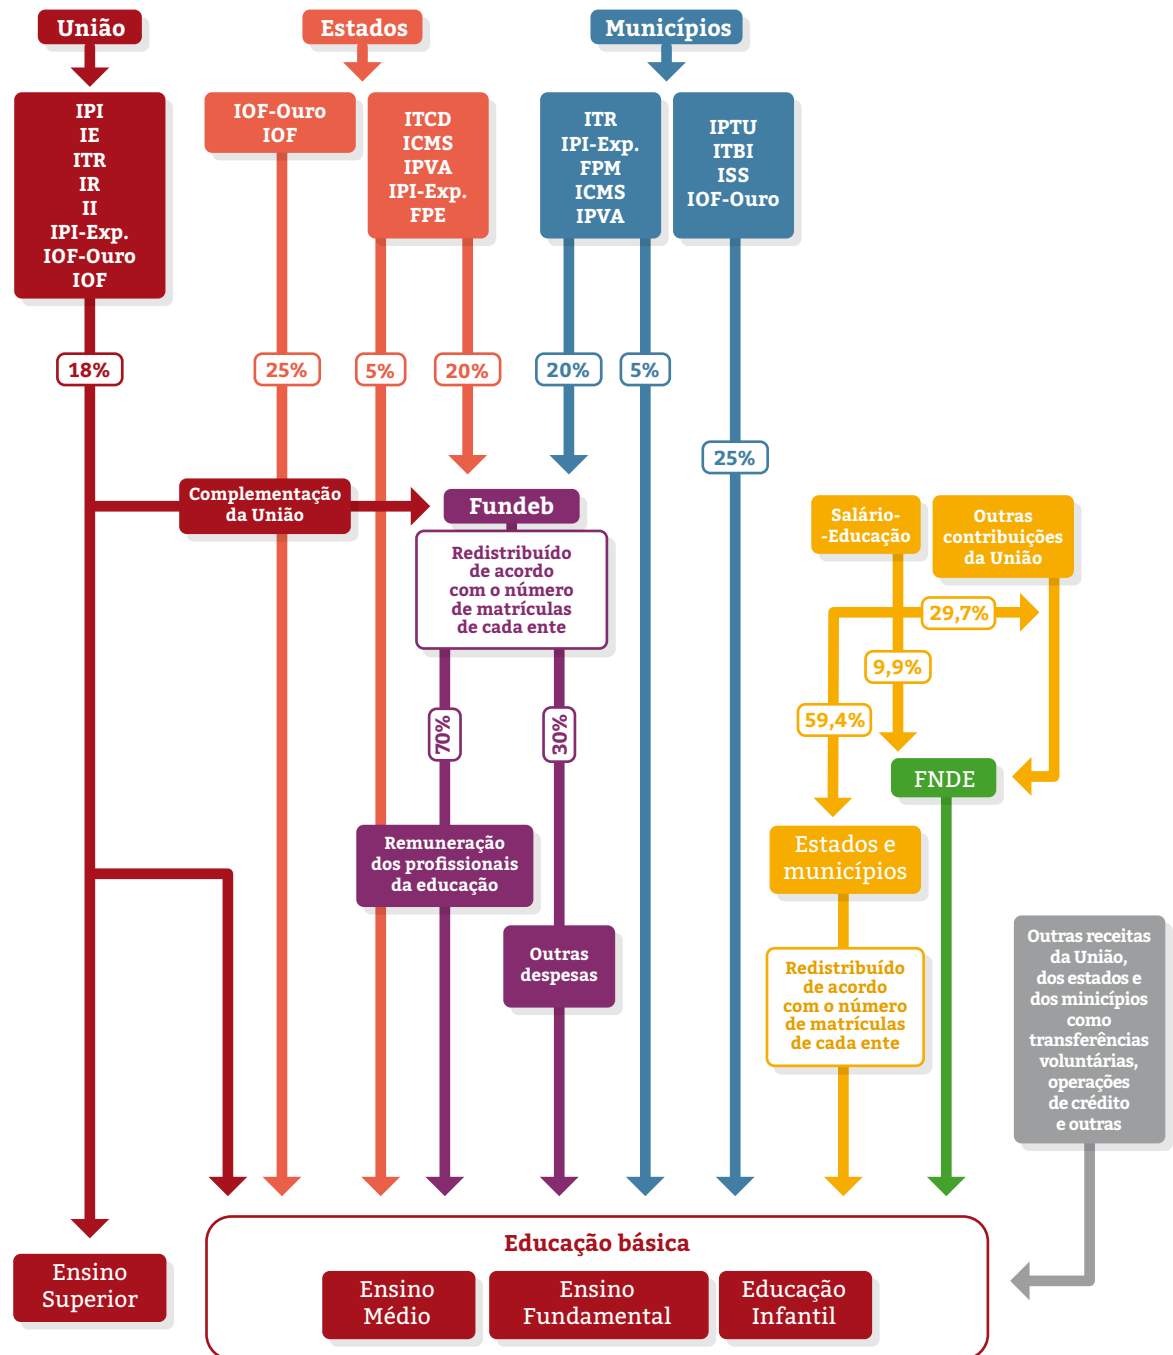 União
Estados
Municípios
IPI
IE
ITR
IR
II
IPI-Exp.
IOF-Ouro
IOF
IOF-Ouro
IOF
ITCD
ICMS
IPVA
IPI-Exp.
FPE
ITR
IPI-Exp.
FPM
ICMS
IPVA
IPTU
ITBI
ISS
IOF-Ouro
18%
25%
5%
20%
20%
5%
25%
Complementação
da União
Fundeb
Redistribuído
de acordo
com o número
de matrículas
de cada ente
Salário-
-Educação
Outras
contribuições
da União
29,7%
9,9%
59,4%
70%
30%
FNDE
Remuneração
dos profissionais
da educação
Estados e
municípios
Outras
despesas
Redistribuído
de acordo
com o número
de matrículas
de cada ente
Outras receitas
da União,
dos estados e
dos minicípios
como
transferências
voluntárias,
operações
de crédito
e outras
Educação básica
Ensino
Superior
Ensino
Médio
Ensino
Fundamental
Educação
Infantil